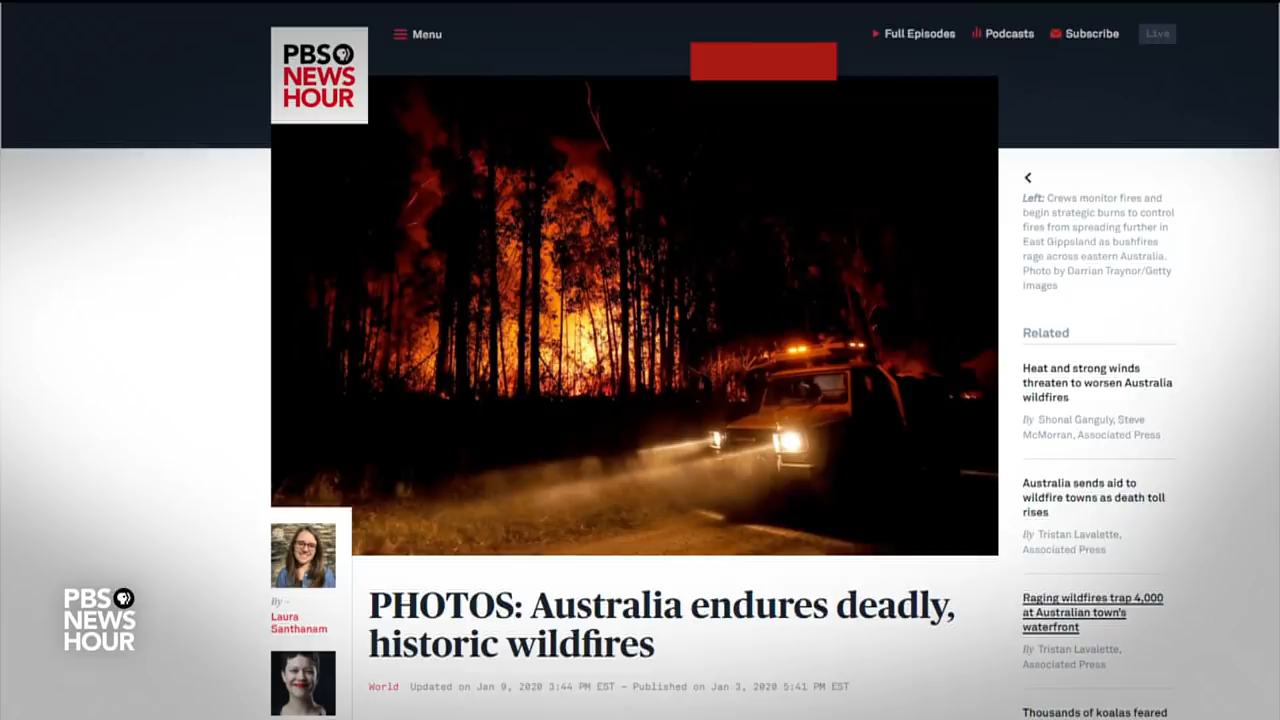 PBS
NEWS
HOUR
Menu
Full Episodes
Podcasts
Subscribe
Live
Left: Crews monitor fires and
begin strategic burns to control
fires from spreading further in
East Gippsland as bushfires
rage across eastern Australia.
Photo by Darrian Traynor/Getty
images
Related
Heat and strong winds
threaten to worsen Australia
wildfires
By Shonal Ganguly, Steve
McMorran, Associated Press
Australia sends aid to
wildfire towns as death toll
rises
By Tristan Lavalette,
Associated Press
Raging wildfires trap 4,000
at Australian town's
waterfront
By Tristan Lavalette,
Associated Press
Thousands of koalas feared
By –
Laura
Santhanam
PHOTOS: Australia endures deadly,
historic wildfires
World Updated on Jan 9, 2020 3:44 PM EST – Published on Jan 3, 2020 5:41 PM EST
PBS
NEWS
HOUR